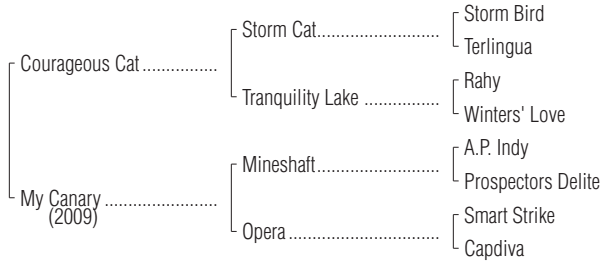 Storm Bird
Storm Cat
Terlingua
Courageous Cat
Rahy
Tranquility Lake
Winters' Love
A.P. Indy
Mineshaft
Prospectors Delite
My Canary
(2009)
Smart Strike
Opera
Capdiva